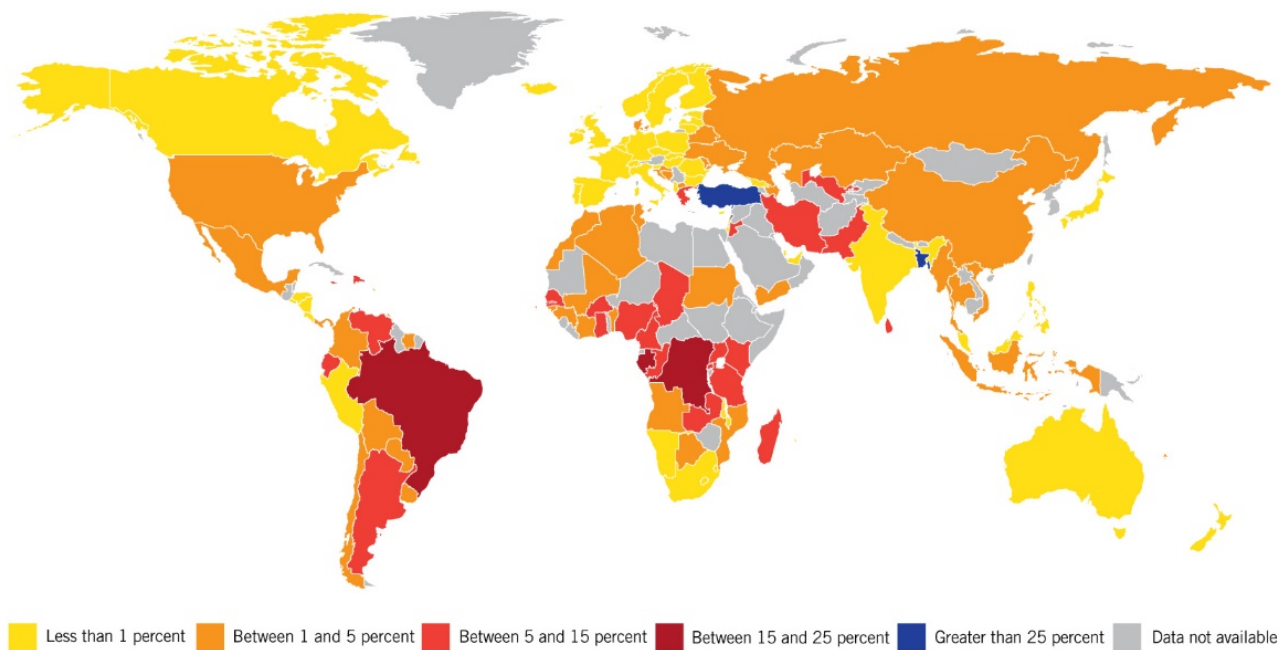 Less than 1 percent Between 1 and 5 percent Between 5 and 15 percent Between 15 and 25 percent Greater than 25 percent Data not available